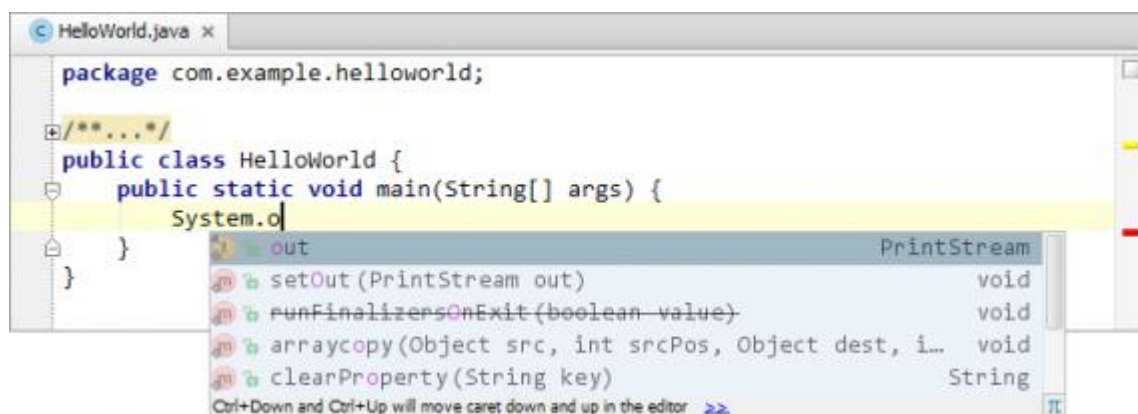 HelloWorld.java ×
package com.example.helloworld;
/**...*/
public class HelloWorld {
public static void main(String[] args) {
System.o
}
}
out PrintStream
setOut(PrintStream out) void
runFinalizersOnExit(boolean value) void
arraycopy(Object src, int srcPos, Object dest, i… void
clearProperty(String key) String
Ctrl+Down and Ctrl+Up will move caret down and up in the editor >> π